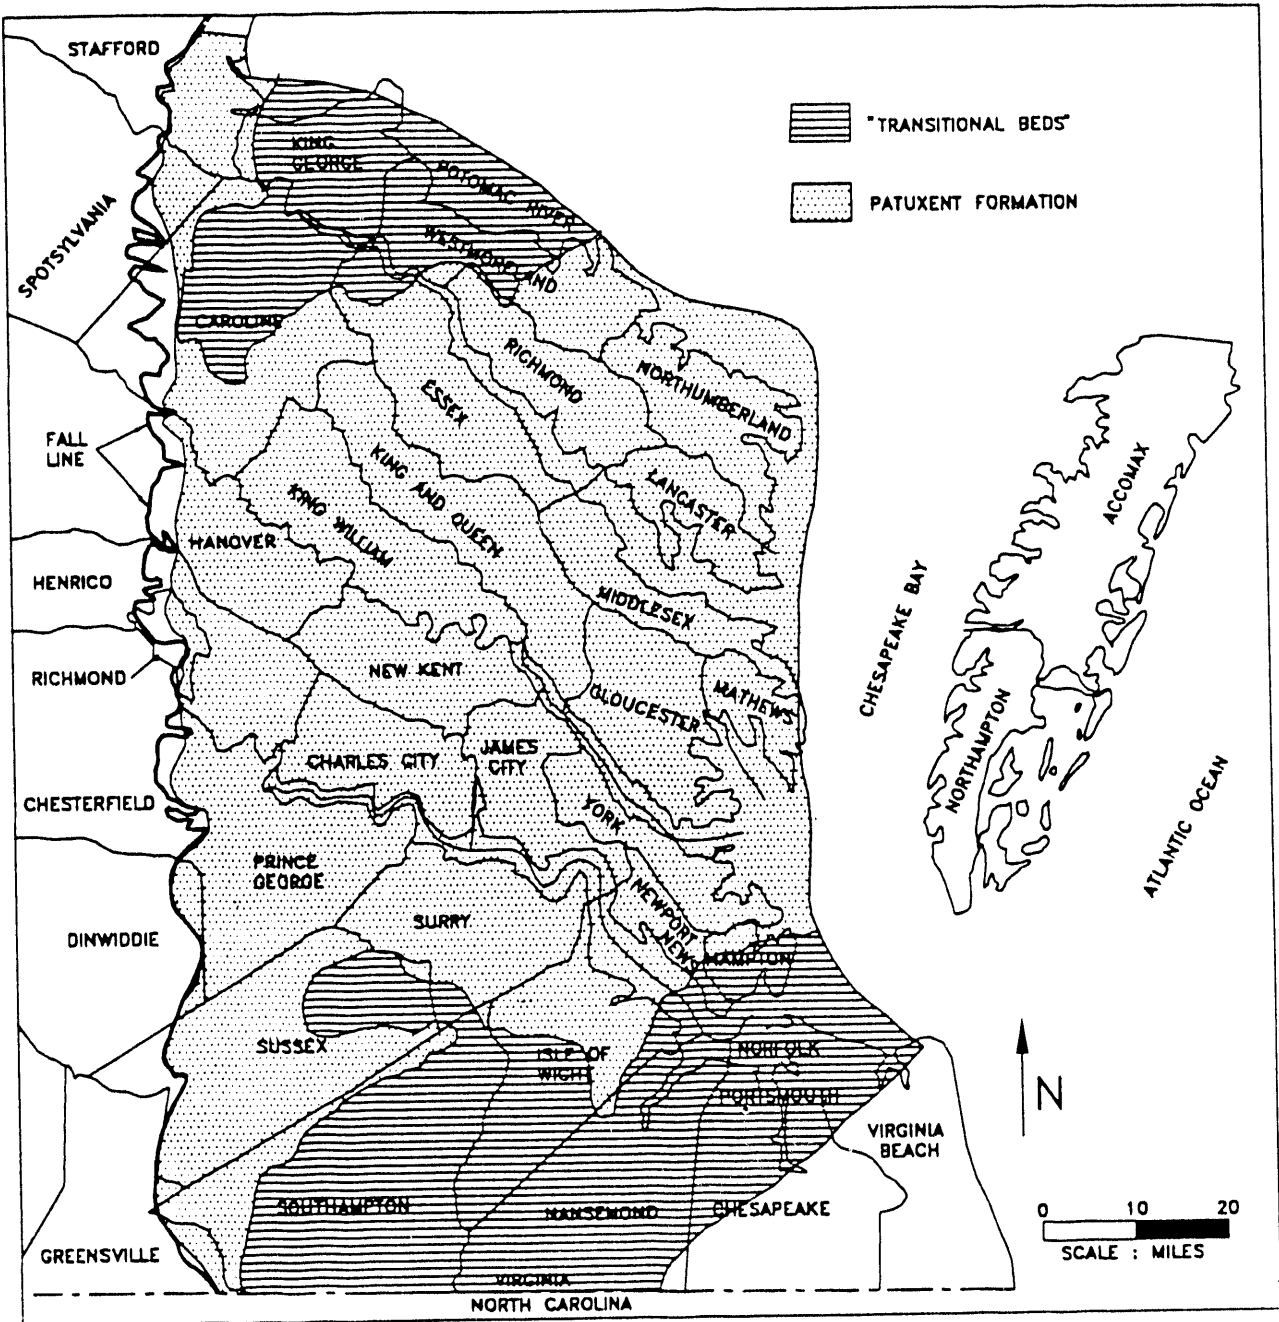 STAFFORD
"TRANSITIONAL BEDS"
KING
GEORGE
POTOMAC RIVER
PATUXENT FORMATION
SPOTSYLVANIA
WESTMORELAND
CAROLINE
RICHMOND
NORTHUMBERLAND
ESSEX
FALL
LINE
KING AND QUEEN
LANCASTER
ACCOMAX
KING WILLIAM
HANOVER
HENRICO
MIDDLESEX
CHESAPEAKE BAY
RICHMOND
NEW KENT
GLOUCESTER
MATHEWS
NORTHAMPTON
CHARLES CITY
JAMES
CITY
CHESTERFIELD
YORK
ATLANTIC OCEAN
PRINCE
GEORGE
NEWPORT
NEWS
SURRY
DINWIDDIE
HAMPTON
SUSSEX
ISLE OF
WIGHT
NORFOLK
PORTSMOUTH
N
VIRGINIA
BEACH
SOUTHAMPTON
NANSEMOND
CHESAPEAKE
0 10 20
SCALE : MILES
GREENSVILLE
VIRGINIA
NORTH CAROLINA